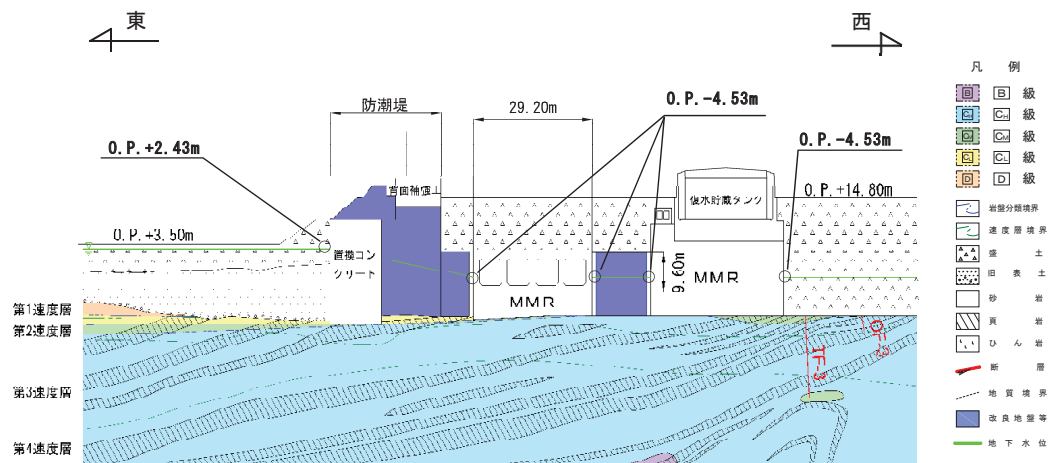 東
西
防潮堤
29.20m
O.P.-4.53m
O.P.+2.43m
O.P.-4.53m
背面補強工
O.P.+14.80m
復水貯蔵タンク
O.P.+3.50m
置換コン
クリート
9.60m
MMR
MMR
第1速度層
第2速度層
第3速度層
第4速度層
TF-3
OF-3
凡 例
B B 級
CH CH 級
CM CM 級
CL CL 級
D D 級
岩盤分類境界
速度層境界
盛 土
旧 表 土
砂 岩
頁 岩
ひ ん 岩
断 層
地 質 境 界
改 良 地 盤 等
地 下 水 位